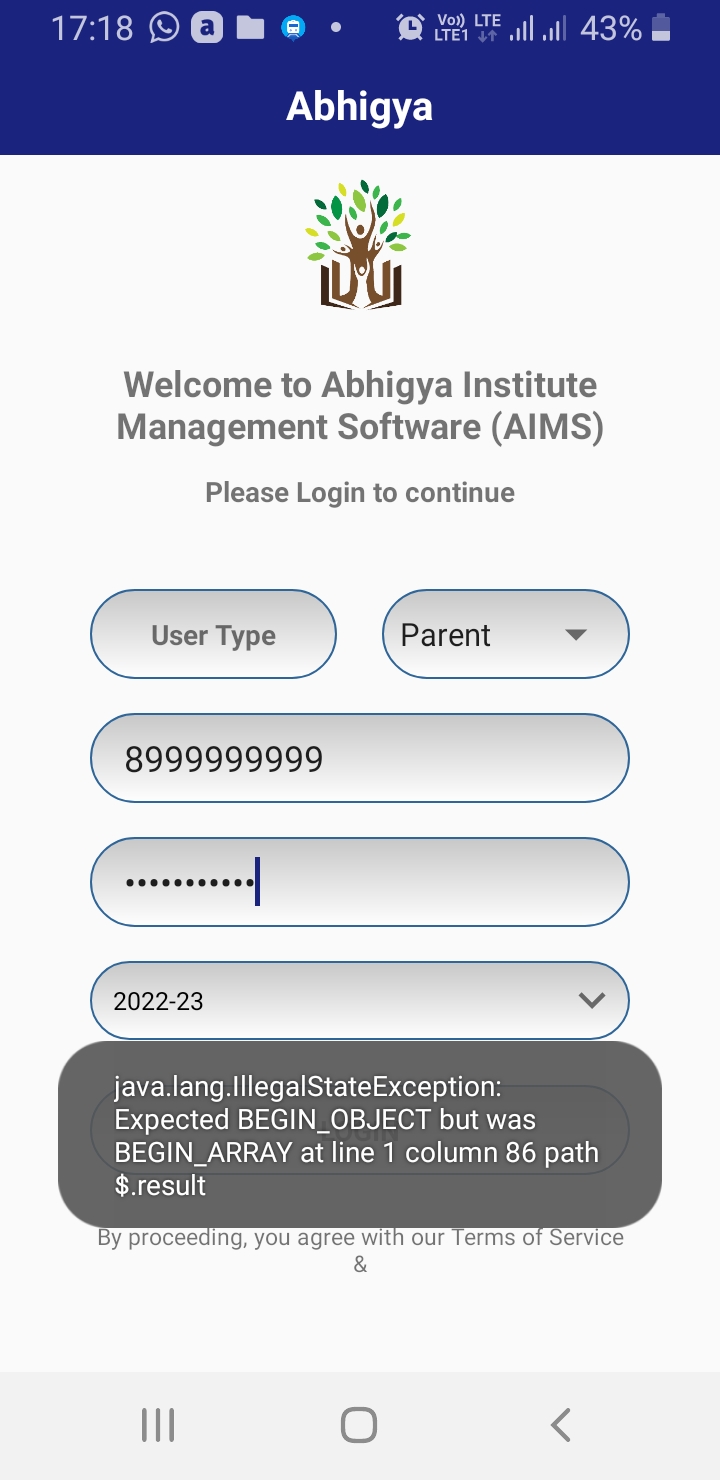 17:18 a Vo)) LTE LTE1 43%
Abhigya
Welcome to Abhigya Institute
Management Software (AIMS)
Please Login to continue
User Type Parent
8999999999
•••••••••••
2022-23
java.lang.IllegalStateException:
Expected BEGIN_OBJECT but was
BEGIN_ARRAY at line 1 column 86 path
$.result
LOGIN
By proceeding, you agree with our Terms of Service
&